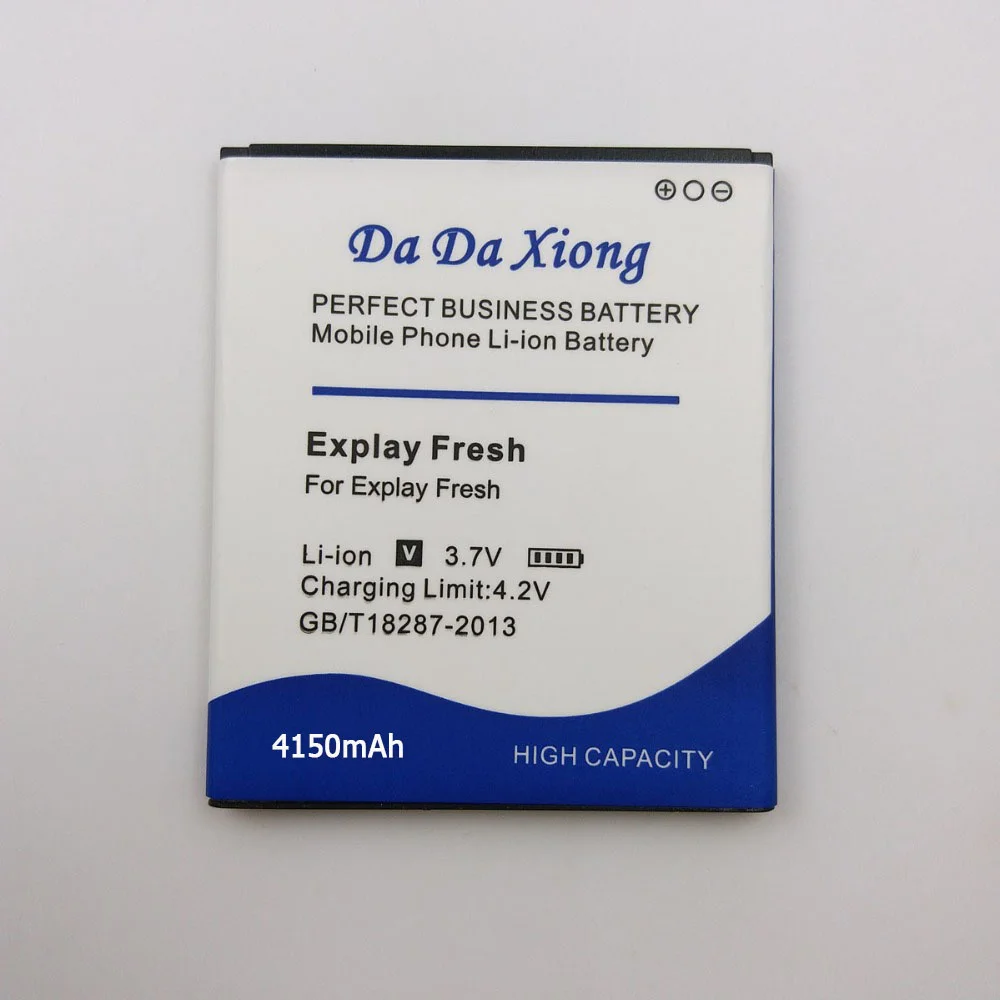 Da Da Xiong
PERFECT BUSINESS BATTERY
Mobile Phone Li-ion Battery
Explay Fresh
For Explay Fresh
Li-ion V 3.7V
Charging Limit:4.2V
GB/T18287-2013
4150mAh
HIGH CAPACITY